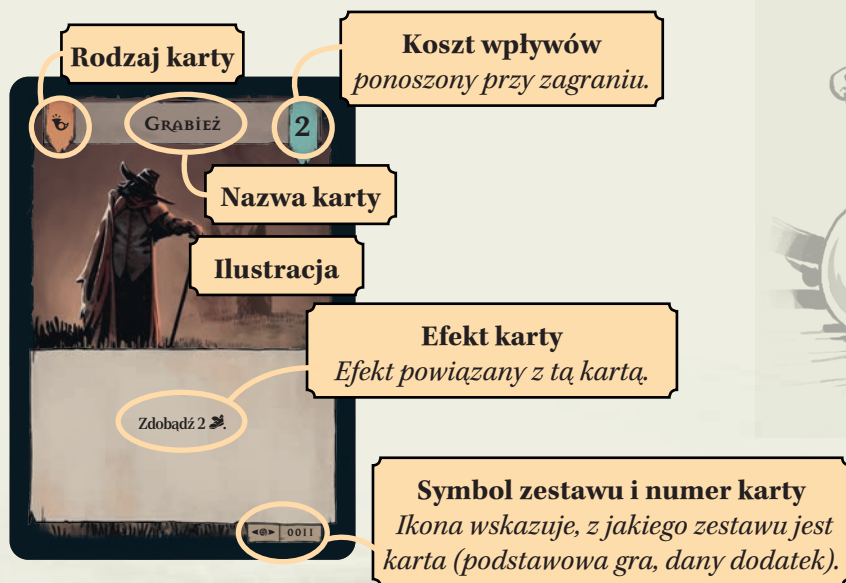 Rodzaj karty
Koszt wpływów
ponoszony przy zagraniu.
Grabież
2
Nazwa karty
Ilustracja
Efekt karty
Efekt powiązany z tą kartą.
Zdobądź 2 .
Symbol zestawu i numer karty
Ikona wskazuje, z jakiego zestawu jest
karta (podstawowa gra, dany dodatek).
0011